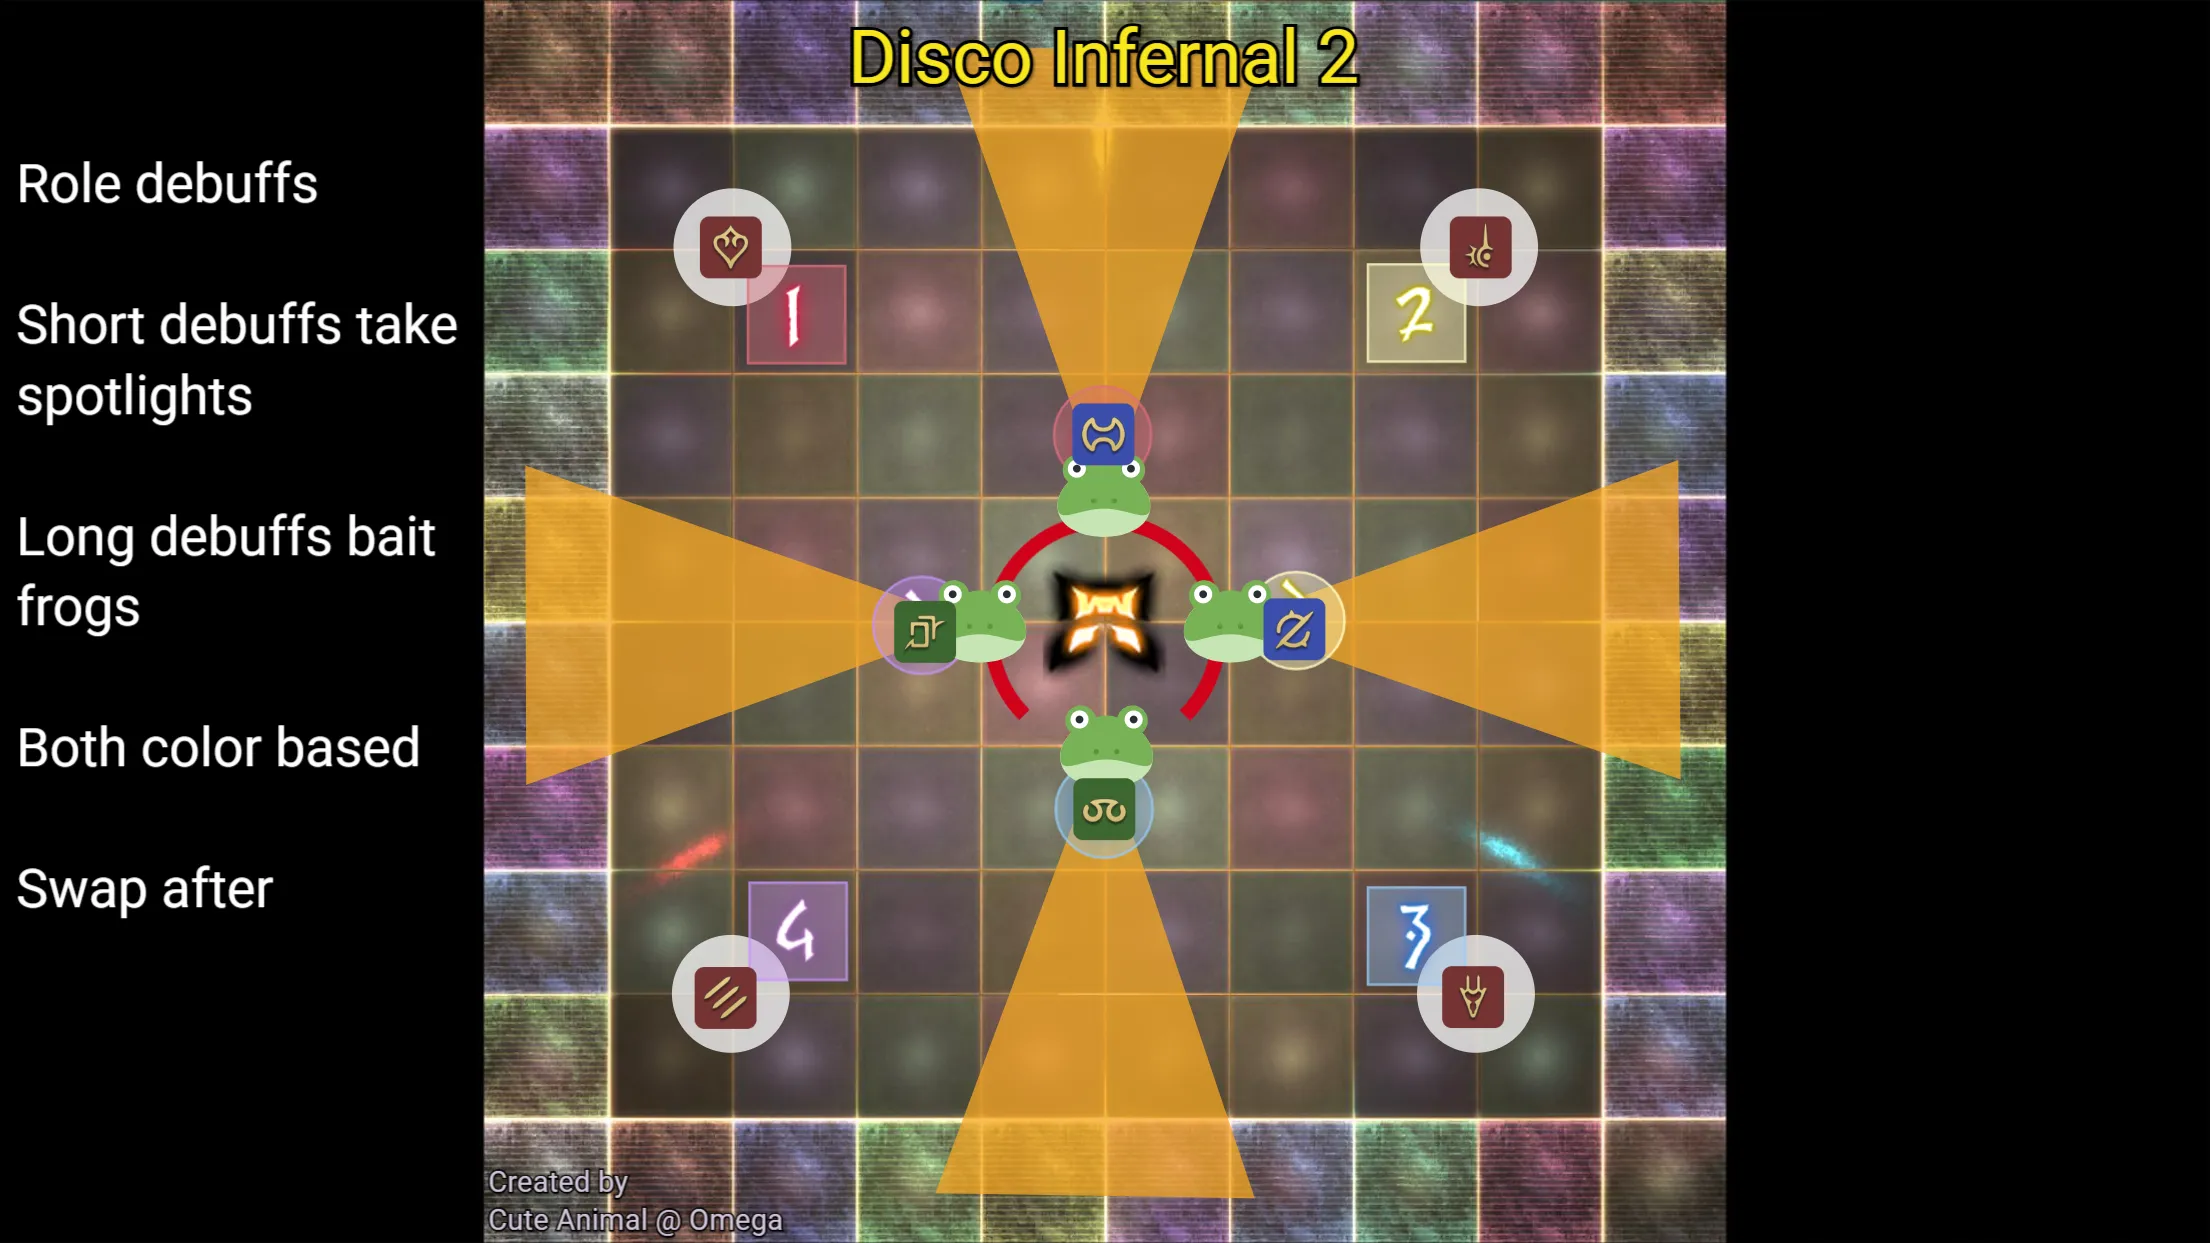 Disco Infernal 2
Role debuffs
Short debuffs take
spotlights
Long debuffs bait
frogs
Both color based
Swap after
1
2
4
3
Created by
Cute Animal @ Omega